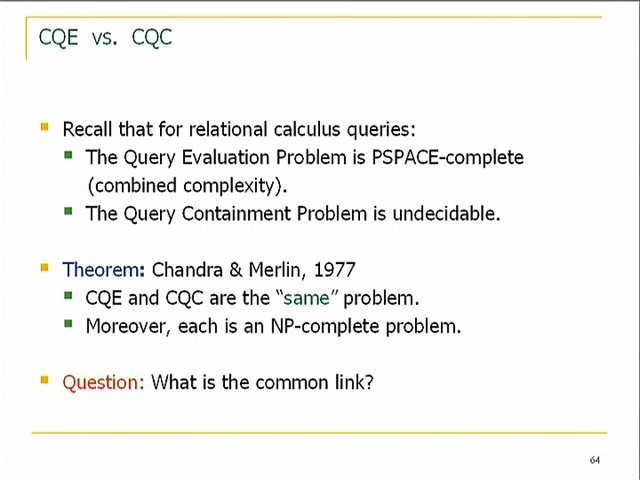 CQE vs. CQC
Recall that for relational calculus queries:
The Query Evaluation Problem is PSPACE-complete
(combined complexity).
The Query Containment Problem is undecidable.
Theorem: Chandra & Merlin, 1977
CQE and CQC are the “same” problem.
Moreover, each is an NP-complete problem.
Question: What is the common link?
64